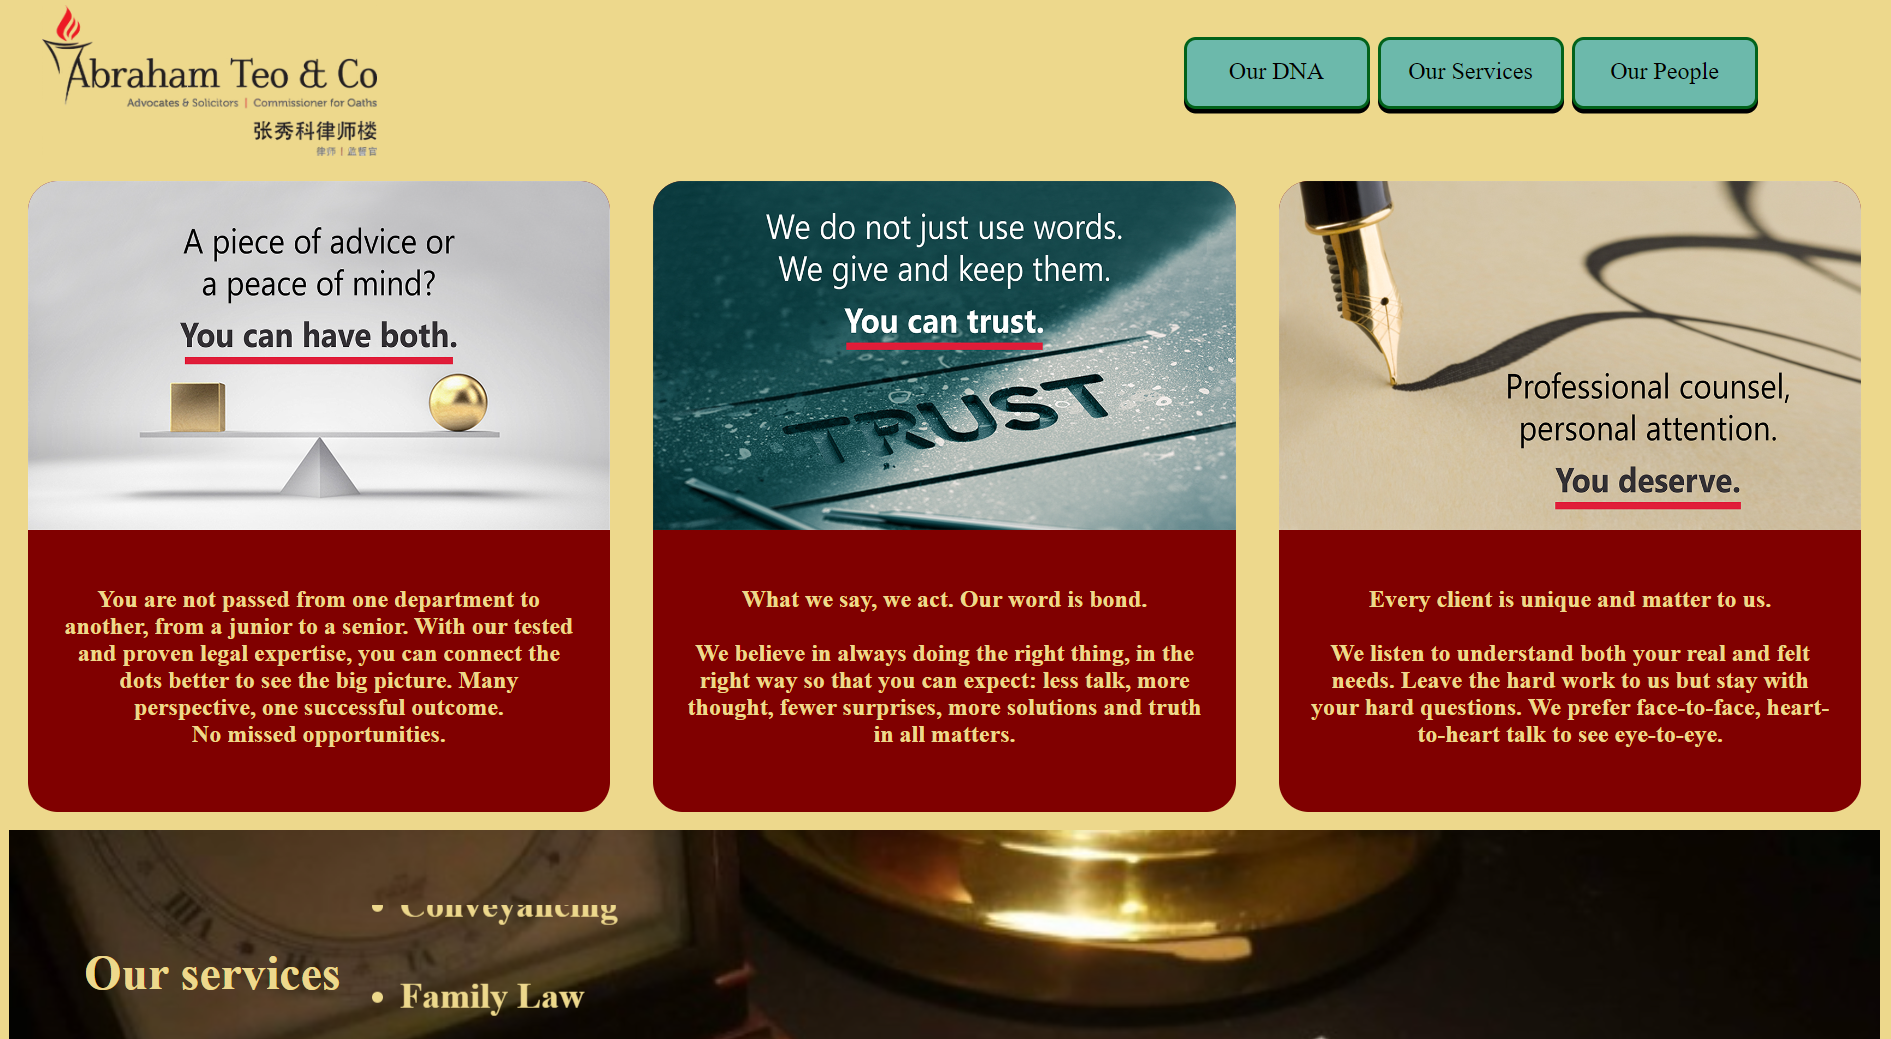 Abraham Teo & Co
Advocates & Solicitors | Commissioner for Oaths
张秀科律师楼
律师 | 监誓官
Our DNA
Our Services
Our People
A piece of advice or
a peace of mind?
You can have both.
We do not just use words.
We give and keep them.
You can trust.
TRUST
Professional counsel,
personal attention.
You deserve.
You are not passed from one department to
another, from a junior to a senior. With our tested
and proven legal expertise, you can connect the
dots better to see the big picture. Many
perspective, one successful outcome.
No missed opportunities.
What we say, we act. Our word is bond.
We believe in always doing the right thing, in the
right way so that you can expect: less talk, more
thought, fewer surprises, more solutions and truth
in all matters.
Every client is unique and matter to us.
We listen to understand both your real and felt
needs. Leave the hard work to us but stay with
your hard questions. We prefer face-to-face, heart-
to-heart talk to see eye-to-eye.
VIII
Our services
• Conveyancing
• Family Law